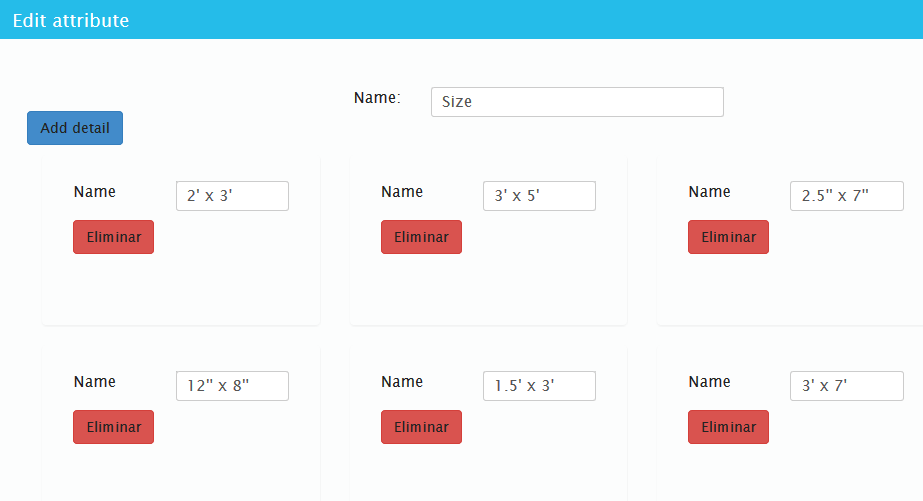 Edit attribute
Name: Size
Add detail
Name 2' x 3' Name 3' x 5' Name 2.5" x 7"
Eliminar Eliminar Eliminar
Name 12" x 8" Name 1.5' x 3' Name 3' x 7'
Eliminar Eliminar Eliminar